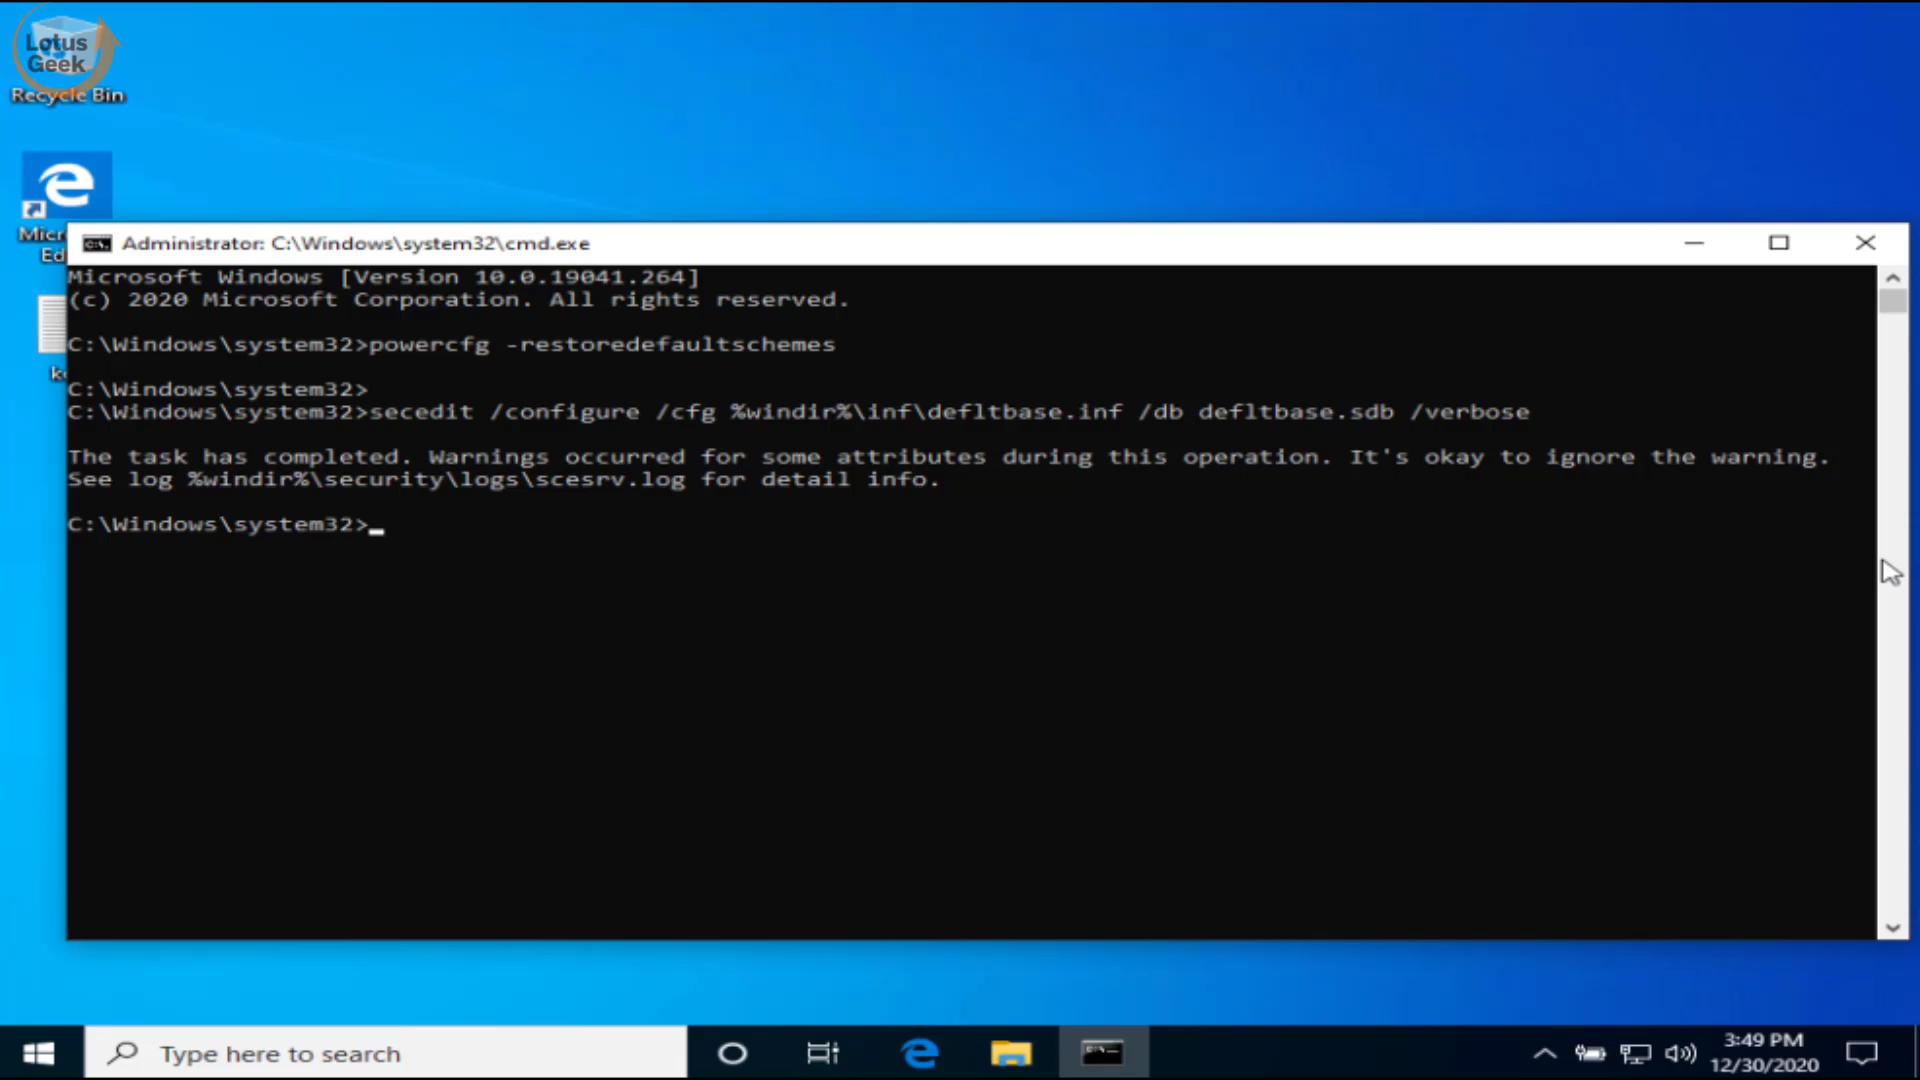 Lotus
Geek
Recycle Bin
Administrator: C:\Windows\system32\cmd.exe
Microsoft Windows [Version 10.0.19041.264]
(c) 2020 Microsoft Corporation. All rights reserved.
C:\Windows\system32>powercfg -restoredefaultschemes
C:\Windows\system32>
C:\Windows\system32>secedit /configure /cfg %windir%\inf\defltbase.inf /db defltbase.sdb /verbose
The task has completed. Warnings occurred for some attributes during this operation. It's okay to ignore the warning.
See log %windir%\security\logs\scesrv.log for detail info.
C:\Windows\system32>
Type here to search
3:49 PM
12/30/2020